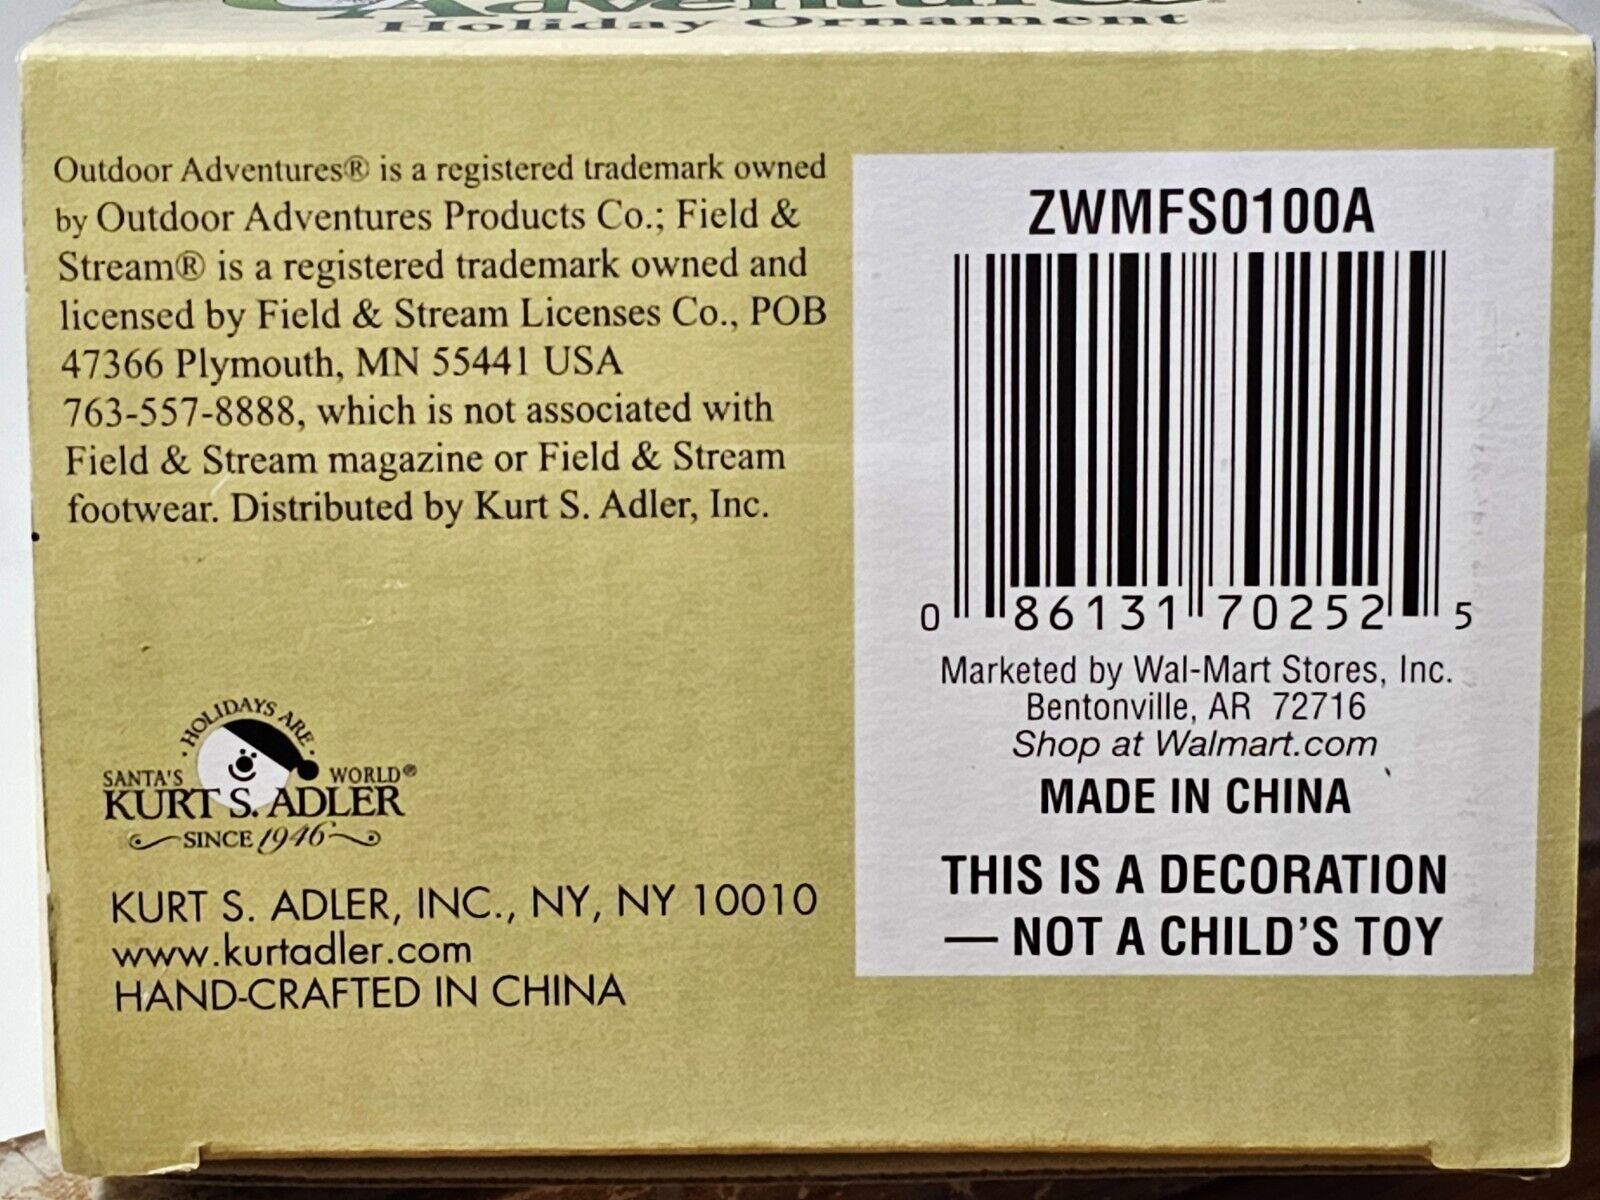 Adventures
Holiday Ornament
Outdoor Adventures® is a registered trademark owned
by Outdoor Adventures Products Co.; Field &
Stream® is a registered trademark owned and
licensed by Field & Stream Licenses Co., POB
47366 Plymouth, MN 55441 USA
763-557-8888, which is not associated with
Field & Stream magazine or Field & Stream
footwear. Distributed by Kurt S. Adler, Inc.
· HOLIDAYS ARE ·
SANTA'S WORLD®
KURT S. ADLER
SINCE 1946
KURT S. ADLER, INC., NY, NY 10010
www.kurtadler.com
HAND-CRAFTED IN CHINA
ZWMFS0100A
0 86131 70252 5
Marketed by Wal-Mart Stores, Inc.
Bentonville, AR 72716
Shop at Walmart.com
MADE IN CHINA
THIS IS A DECORATION
— NOT A CHILD'S TOY